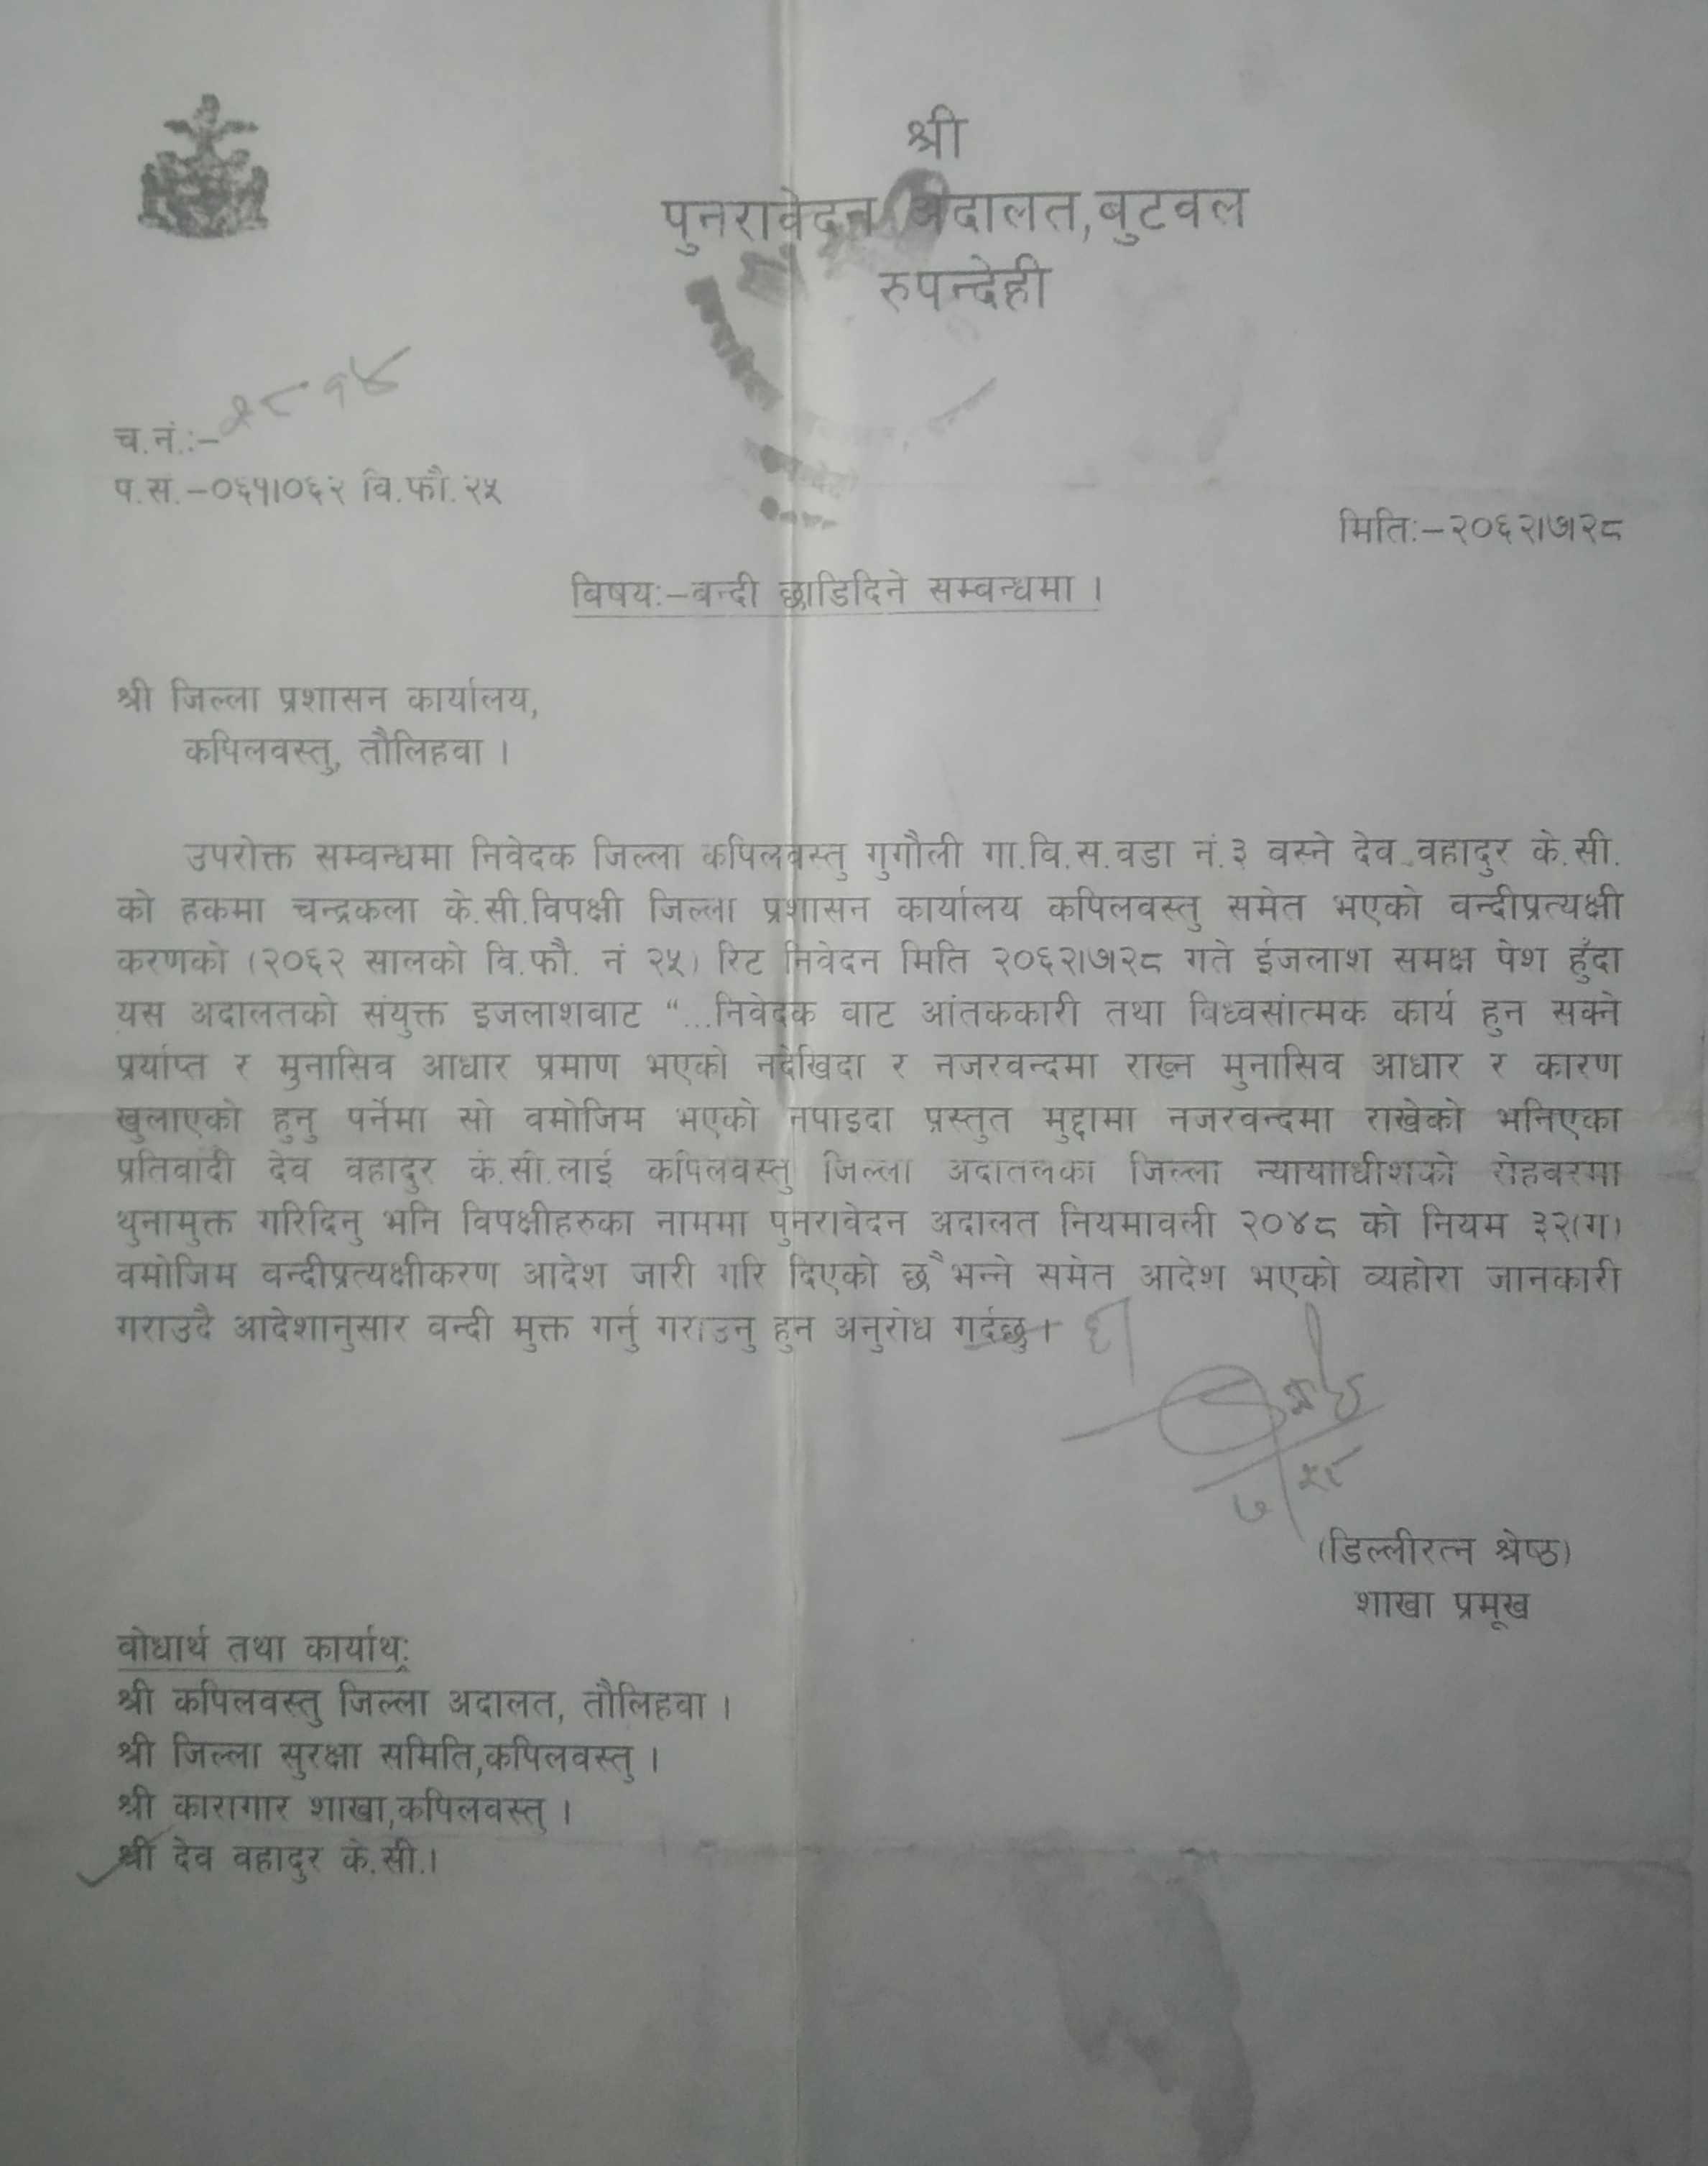 श्री
पुनरावेदन अदालत,बुटवल
रुपन्देही
च.नं.:-
प.सं.-०६१।०६२ वि.फौ.२५
मितिः-२०६२।७।२८
विषयः-बन्दी छाडिदिने सम्वन्धमा ।
श्री जिल्ला प्रशासन कार्यालय,
कपिलवस्तु, तौलिहवा ।
उपरोक्त सम्वन्धमा निवेदक जिल्ला कपिलवस्तु गुगौली गा.वि.स.वडा नं.३ वस्ने देव वहादुर के.सी.
को हकमा चन्द्रकला के.सी.विपक्षी जिल्ला प्रशासन कार्यालय कपिलवस्तु समेत भएको वन्दीप्रत्यक्षी
करणको (२०६२ सालको वि.फौ. नं २५) रिट निवेदन मिति २०६२।७।२८ गते ईजलाश समक्ष पेश हुँदा
यस अदालतको संयुक्त इजलाशवाट “...निवेदक वाट आंतककारी तथा विध्वसांत्मक कार्य हुन सक्ने
प्रर्याप्त र मुनासिव आधार प्रमाण भएको नदेखिदा र नजरवन्दमा राख्न मुनासिव आधार र कारण
खुलाएको हुनु पर्नेमा सो वमोजिम भएको नपाइदा प्रस्तुत मुद्दामा नजरवन्दमा राखेको भनिएका
प्रतिवादी देव वहादुर के.सी.लाई कपिलवस्तु जिल्ला अदातलका जिल्ला न्यायााधीशको रोहवरमा
थुनामुक्त गरिदिनु भनि विपक्षीहरुका नाममा पुनरावेदन अदालत नियमावली २०४८ को नियम ३२(ग)
वमोजिम वन्दीप्रत्यक्षीकरण आदेश जारी गरि दिएको छ" भन्ने समेत आदेश भएको व्यहोरा जानकारी
गराउदै आदेशानुसार वन्दी मुक्त गर्नु गराउनु हुन अनुरोध गर्दछु ।
७/२८
(डिल्लीरत्न श्रेष्ठ)
शाखा प्रमूख
वोधार्थ तथा कार्याथ्र:
श्री कपिलवस्तु जिल्ला अदालत, तौलिहवा ।
श्री जिल्ला सुरक्षा समिति,कपिलवस्तु ।
श्री कारागार शाखा,कपिलवस्तु ।
श्री देव वहादुर के.सी.।